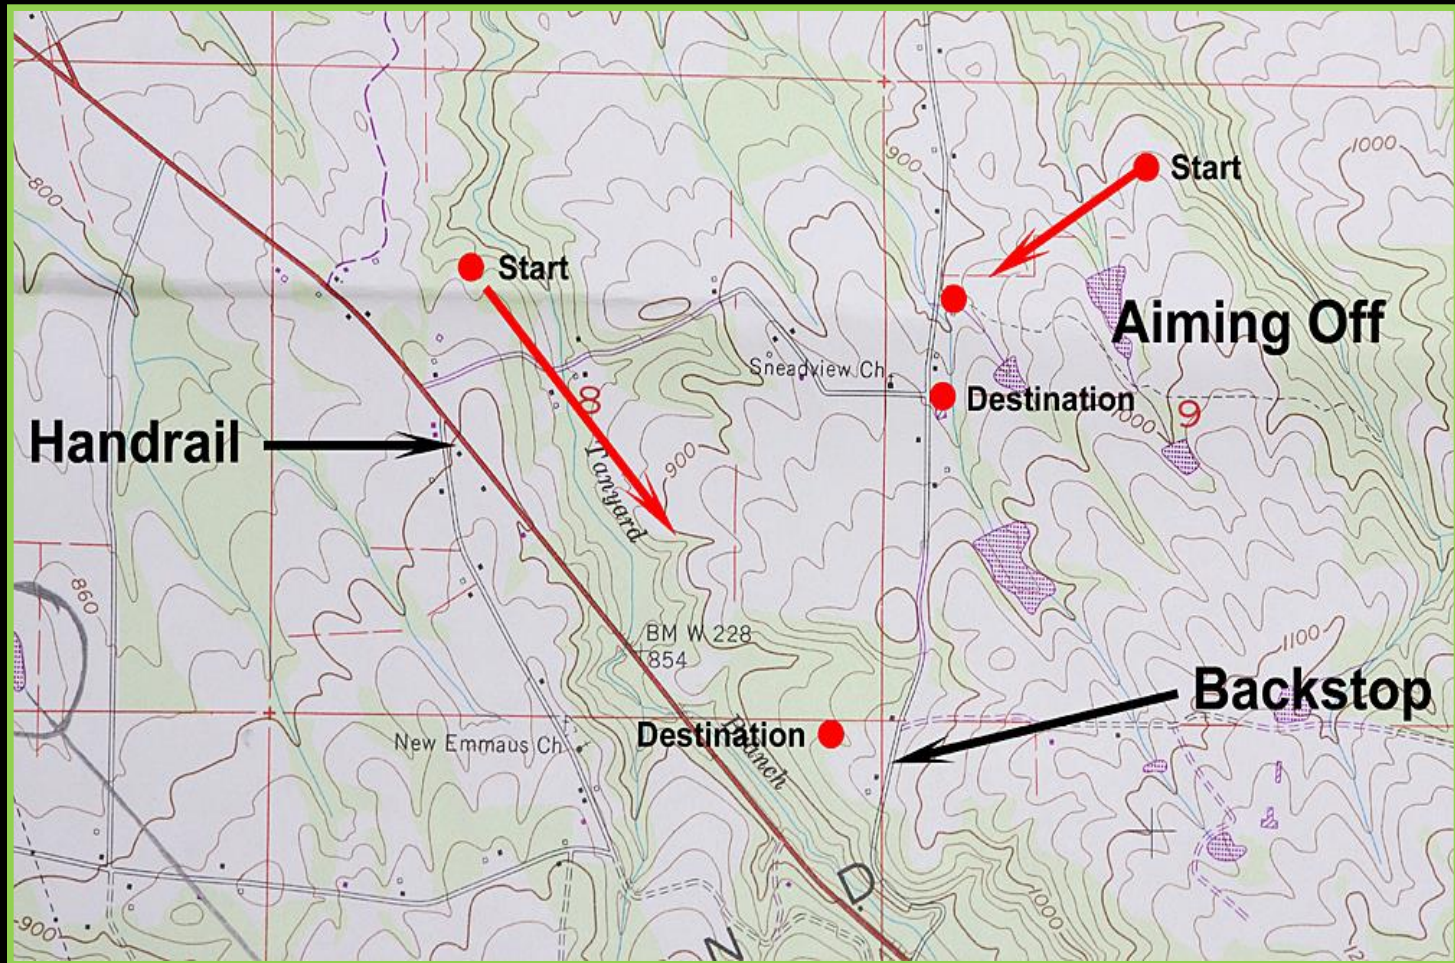 1000
900
Start
800
Start
Aiming Off
Sneadview Ch
8
Destination
1000
9
Handrail
900
Tanyard
860
BM W 228
854
1100
Backstop
Destination
New Emmaus Ch
Branch
D
1000
900
N
12